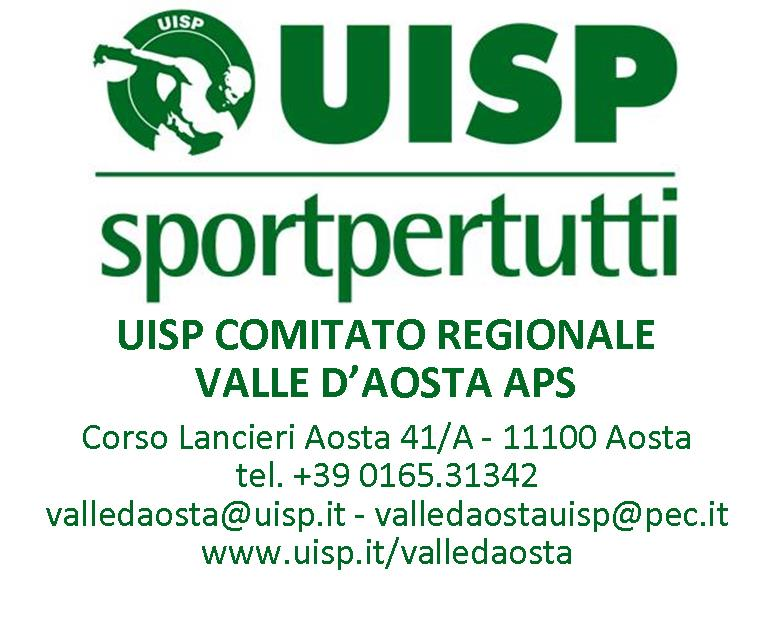 UISP
UISP
sportpertutti
UISP COMITATO REGIONALE
VALLE D’AOSTA APS
Corso Lancieri Aosta 41/A - 11100 Aosta
tel. +39 0165.31342
valledaosta@uisp.it - valledaostauisp@pec.it
www.uisp.it/valledaosta